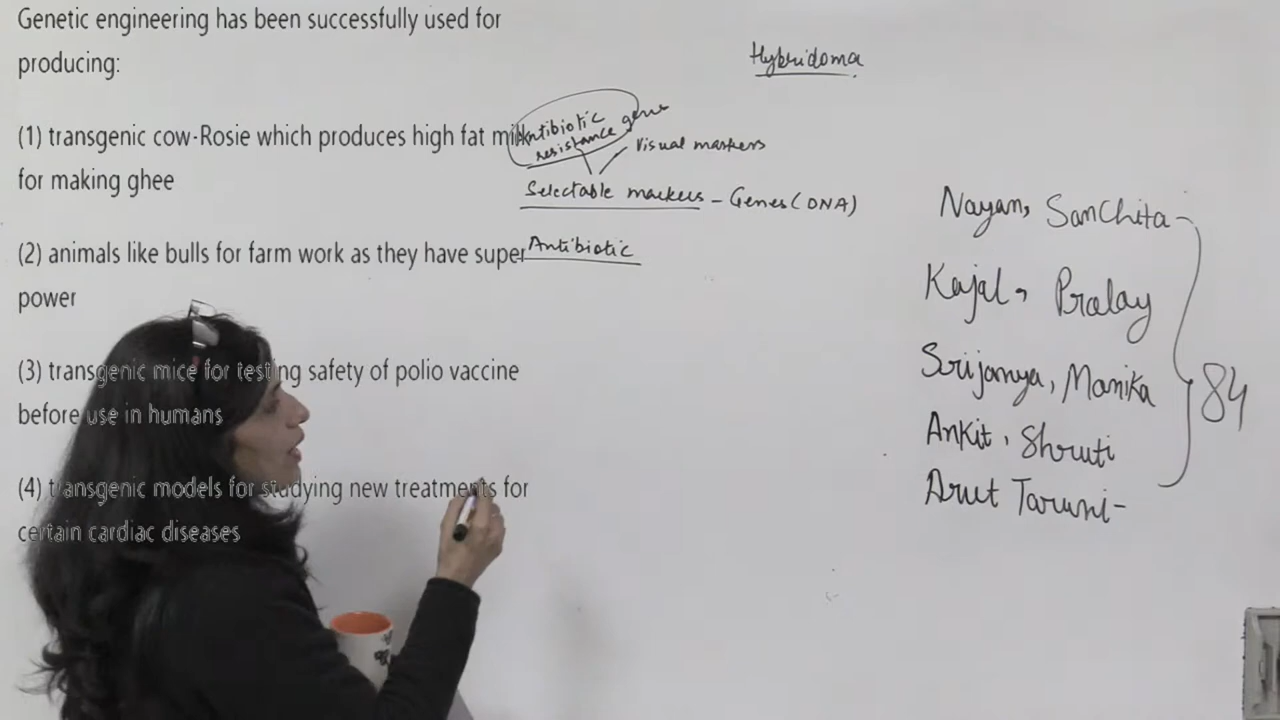 Genetic engineering has been successfully used for
producing:
(1) transgenic cow-Rosie which produces high fat milk
for making ghee
(2) animals like bulls for farm work as they have super
power
(3) transgenic mice for testing safety of polio vaccine
before use in humans
(4) transgenic models for studying new treatments for
certain cardiac diseases
Hybridoma
Antibiotic
resistance gene
Visual markers
Selectable markers - Genes (DNA)
Antibiotic
Nayan, Sanchita -
Kajal, Pralay
Srijanya, Manika
84
Ankit, Shruti
Taruni -